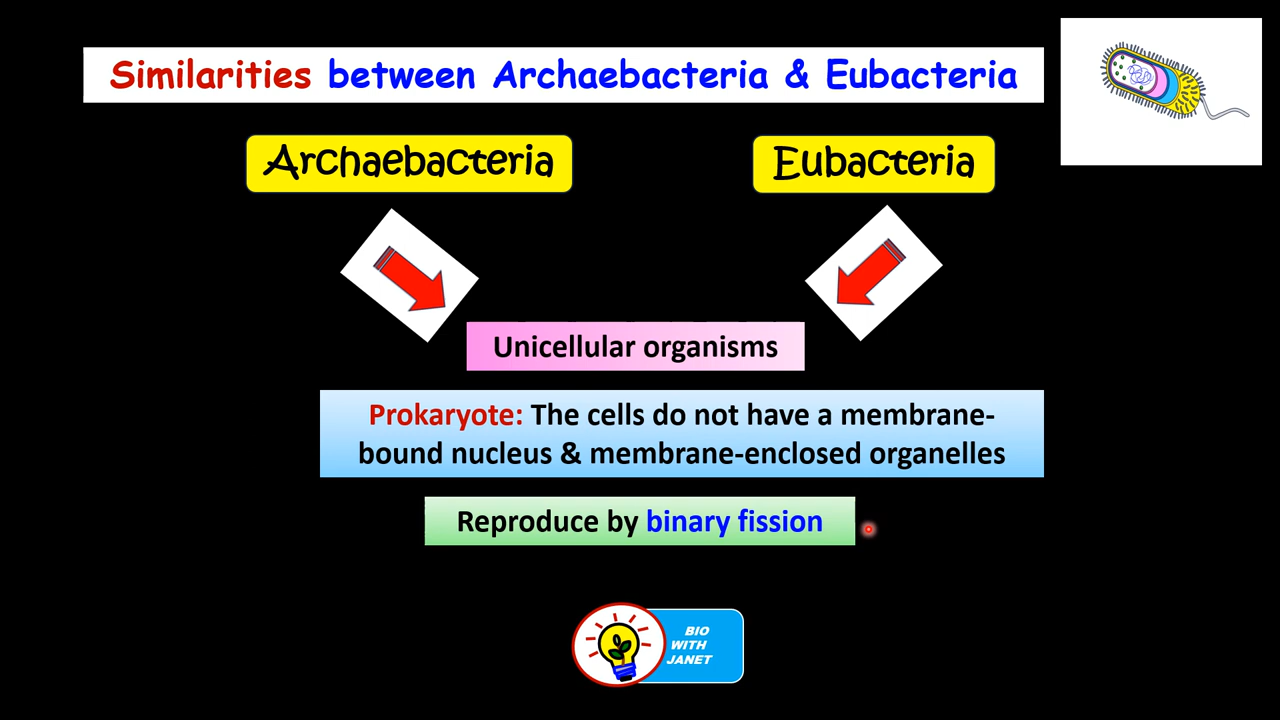 Similarities between Archaebacteria & Eubacteria
Archaebacteria
Eubacteria
Unicellular organisms
Prokaryote: The cells do not have a membrane-
bound nucleus & membrane-enclosed organelles
Reproduce by binary fission
BIO
WITH
JANET